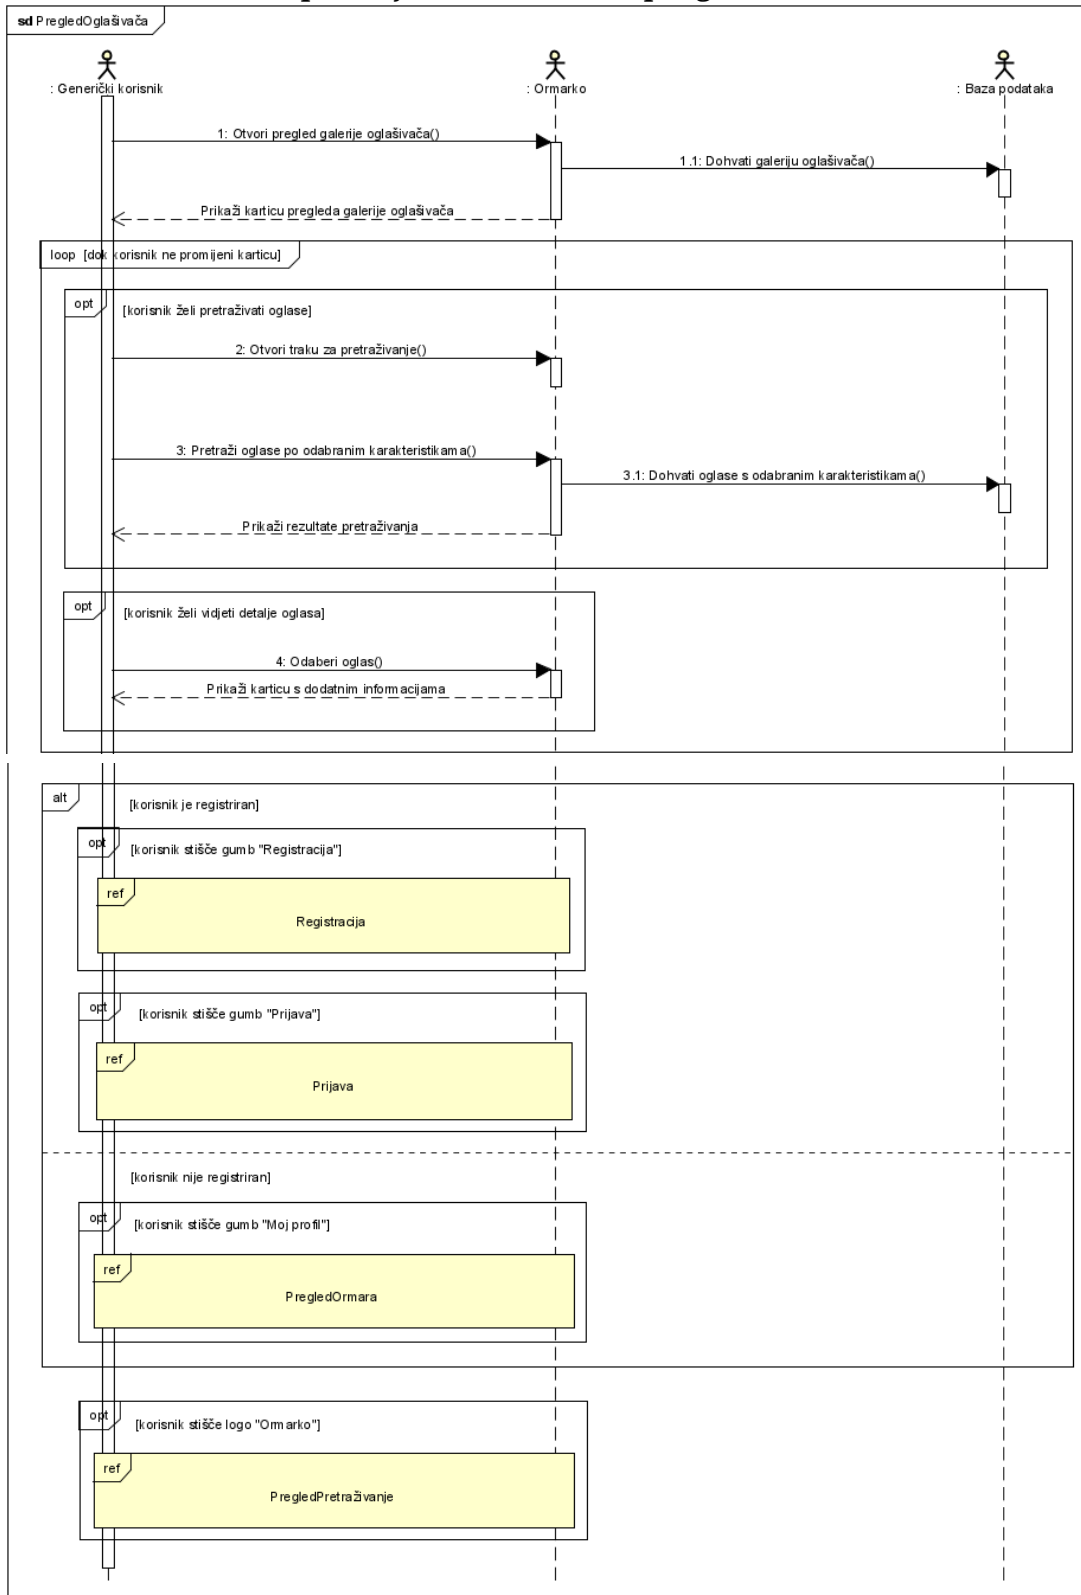 sd PregledOglašivača
: Generički korisnik
: Ormarko
: Baza podataka
1: Otvori pregled galerije oglašivača()
1.1: Dohvati galeriju oglašivača()
Prikaži karticu pregleda galerije oglašivača
loop [dok korisnik ne promijeni karticu]
opt
[korisnik želi pretraživati oglase]
2: Otvori traku za pretraživanje()
3: Pretraži oglase po odabranim karakteristikama()
3.1: Dohvati oglase s odabranim karakteristikama()
Prikaži rezultate pretraživanja
opt
[korisnik želi vidjeti detalje oglasa]
4: Odaberi oglas()
Prikaži karticu s dodatnim informacijama
alt
[korisnik je registriran]
opt
[korisnik stišče gumb "Registracija"]
ref
Registracija
opt
[korisnik stišče gumb "Prijava"]
ref
Prijava
[korisnik nije registriran]
opt
[korisnik stišče gumb "Moj profil"]
ref
PregledOrmara
opt
[korisnik stišče logo "Ormarko"]
ref
PregledPretraživanje